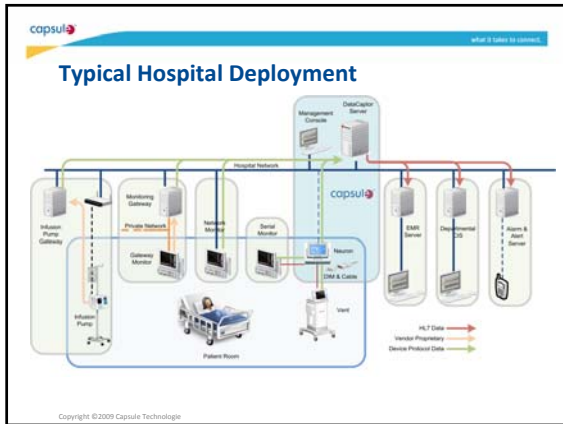 capsule
what it takes to connect.
Typical Hospital Deployment
Management
Console
DataCaptor
Server
Hospital Network
capsule
Infusion
Pump
Gateway
Monitoring
Gateway
Private Network
Gateway
Monitor
Network
Monitor
Serial
Monitor
Neuron
DIM & Cable
Vent
Infusion
Pump
Patient Room
EMR
Server
Departmental
CIS
Alarm &
Alert
Server
HL7 Data
Vendor Proprietary
Device Protocol Data
Copyright ©2009 Capsule Technologie